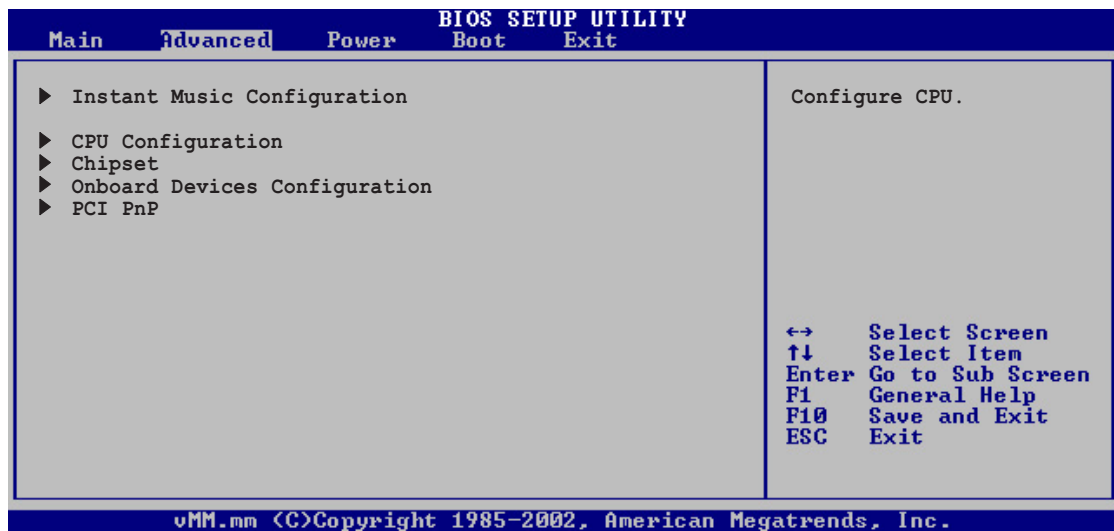 BIOS SETUP UTILITY
Main Advanced Power Boot Exit
Instant Music Configuration
CPU Configuration
Chipset
Onboard Devices Configuration
PCI PnP
Configure CPU.
←→ Select Screen
↑↓ Select Item
Enter Go to Sub Screen
F1 General Help
F10 Save and Exit
ESC Exit
vMM.mm (C)Copyright 1985-2002, American Megatrends, Inc.